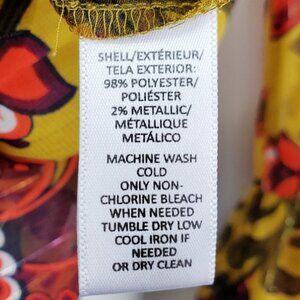 SHELL/EXTÉRIEUR/
TELA EXTERIOR:
98% POLYESTER/
POLIÉSTER
2% METALLIC/
MÉTALLIQUE
METÁLICO
MACHINE WASH
COLD
ONLY NON-
CHLORINE BLEACH
WHEN NEEDED
TUMBLE DRY LOW
COOL IRON IF
NEEDED
OR DRY CLEAN